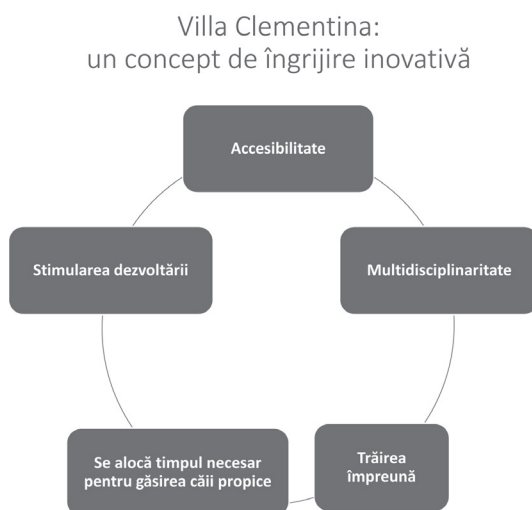 Villa Clementina:
un concept de îngrijire inovativă
Accesibilitate
Stimularea dezvoltării
Multidisciplinaritate
Se alocă timpul necesar
pentru găsirea căii propice
Trăirea
împreună